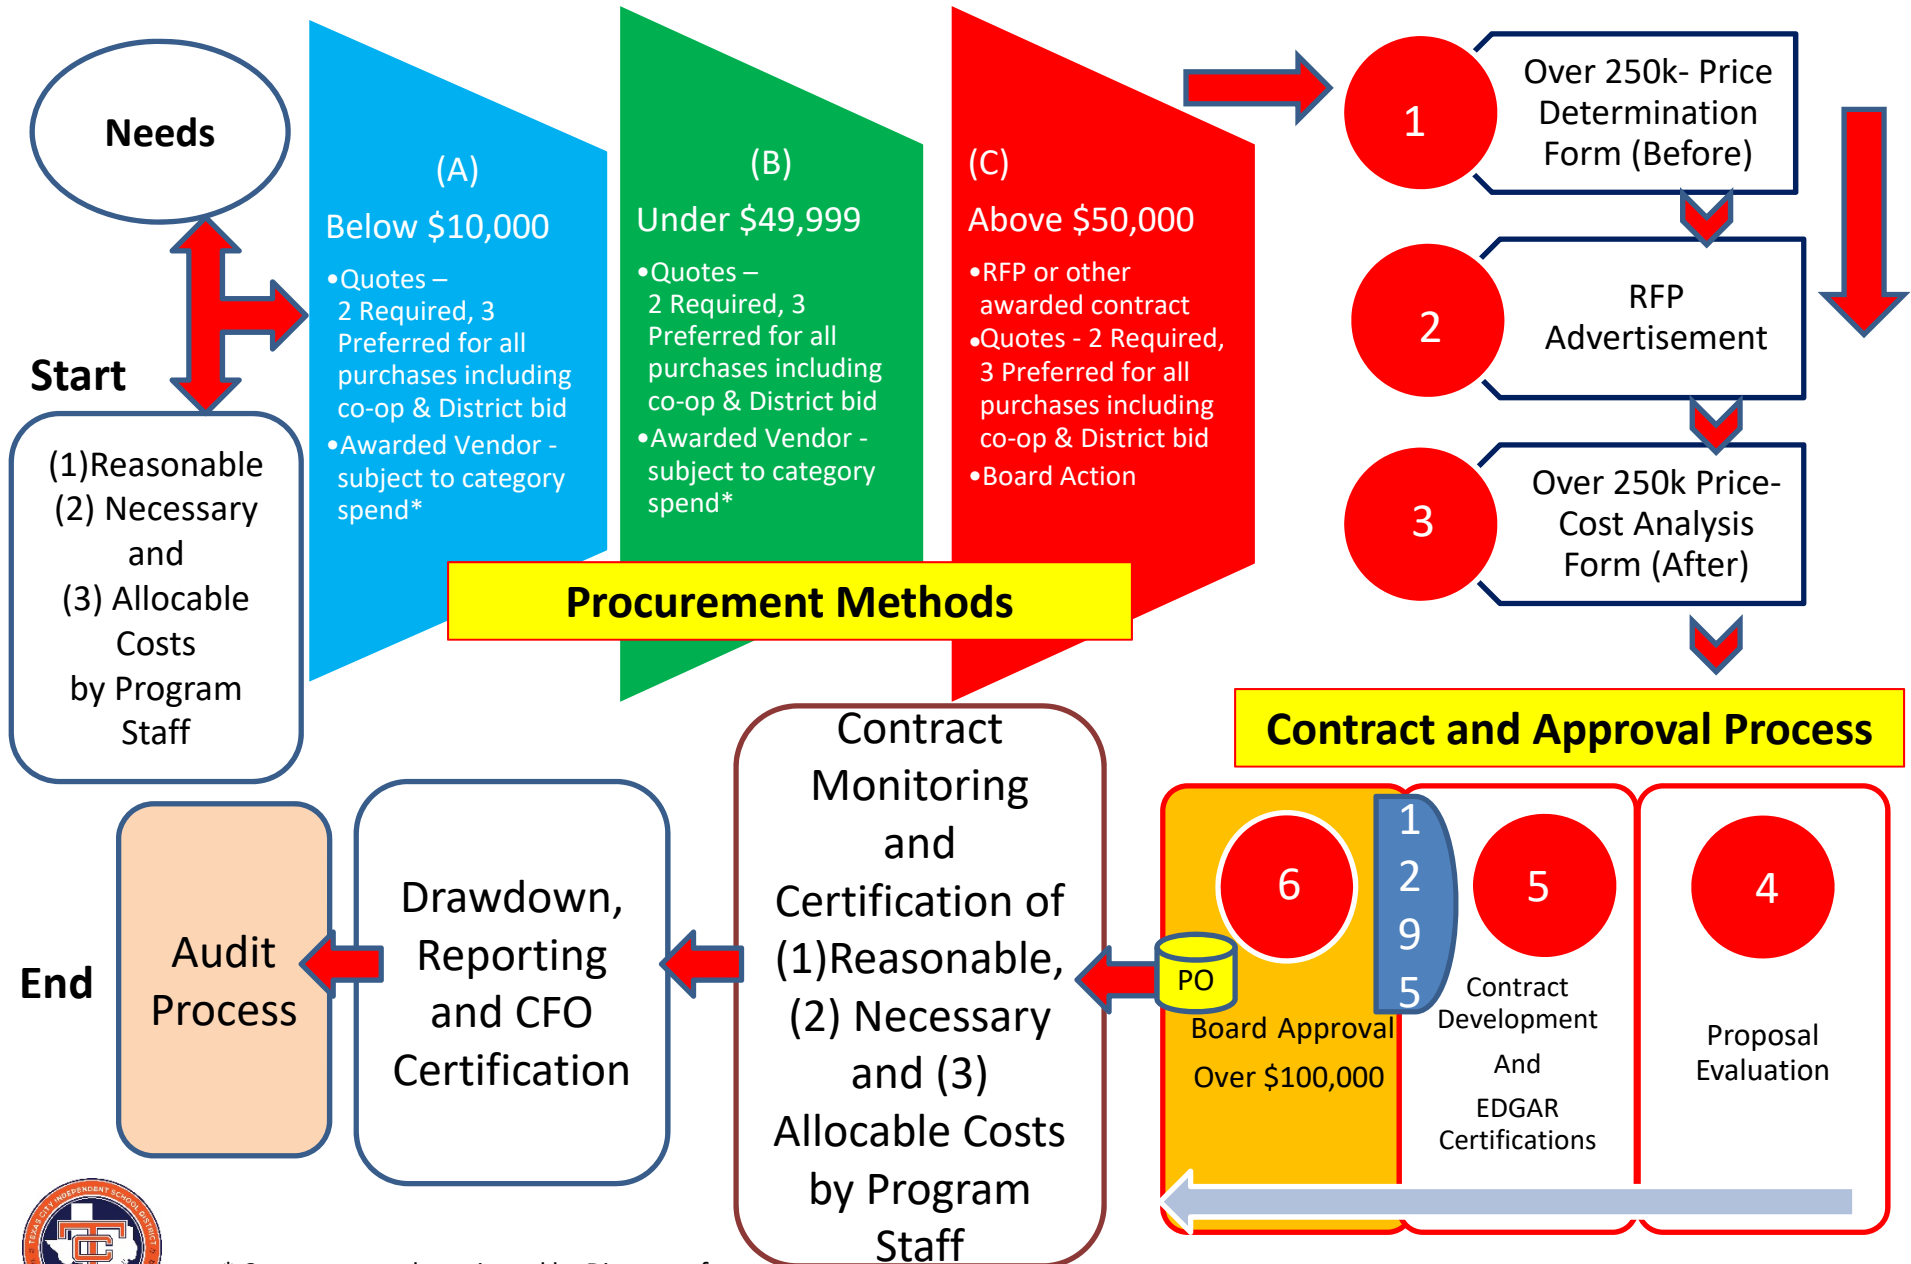 Needs
Start
(1)Reasonable
(2) Necessary
and
(3) Allocable
Costs
by Program
Staff
(A)
Below $10,000
•Quotes –
2 Required, 3
Preferred for all
purchases including
co-op & District bid
•Awarded Vendor -
subject to category
spend*
(B)
Under $49,999
•Quotes –
2 Required, 3
Preferred for all
purchases including
co-op & District bid
•Awarded Vendor -
subject to category
spend*
(C)
Above $50,000
•RFP or other
awarded contract
•Quotes - 2 Required,
3 Preferred for all
purchases including
co-op & District bid
•Board Action
Procurement Methods
1
Over 250k- Price
Determination
Form (Before)
2
RFP
Advertisement
3
Over 250k Price-
Cost Analysis
Form (After)
Contract and Approval Process
4
Proposal
Evaluation
5
Contract
Development
And
EDGAR
Certifications
1
2
9
5
6
Board Approval
Over $100,000
PO
Contract
Monitoring
and
Certification of
(1)Reasonable,
(2) Necessary
and (3)
Allocable Costs
by Program
Staff
Drawdown,
Reporting
and CFO
Certification
Audit
Process
End
TEXAS CITY INDEPENDENT SCHOOL DISTRICT